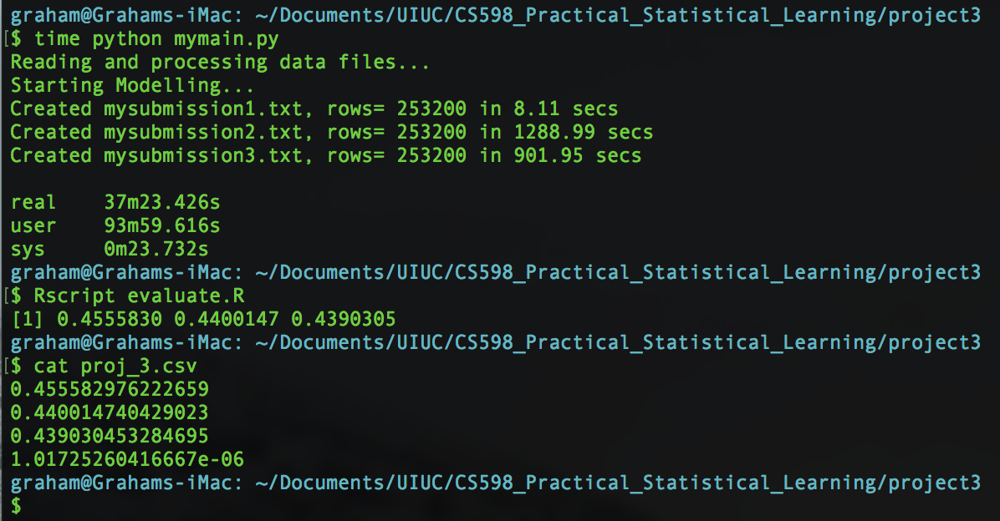 graham@Grahams-iMac: ~/Documents/UIUC/CS598_Practical_Statistical_Learning/project3
[$ time python mymain.py
Reading and processing data files...
Starting Modelling...
Created mysubmission1.txt, rows= 253200 in 8.11 secs
Created mysubmission2.txt, rows= 253200 in 1288.99 secs
Created mysubmission3.txt, rows= 253200 in 901.95 secs

real    37m23.426s
user    93m59.616s
sys     0m23.732s
graham@Grahams-iMac: ~/Documents/UIUC/CS598_Practical_Statistical_Learning/project3
[$ Rscript evaluate.R
[1] 0.4555830 0.4400147 0.4390305
graham@Grahams-iMac: ~/Documents/UIUC/CS598_Practical_Statistical_Learning/project3
[$ cat proj_3.csv
0.455582976222659
0.440014740429023
0.439030453284695
1.01725260416667e-06
graham@Grahams-iMac: ~/Documents/UIUC/CS598_Practical_Statistical_Learning/project3
$